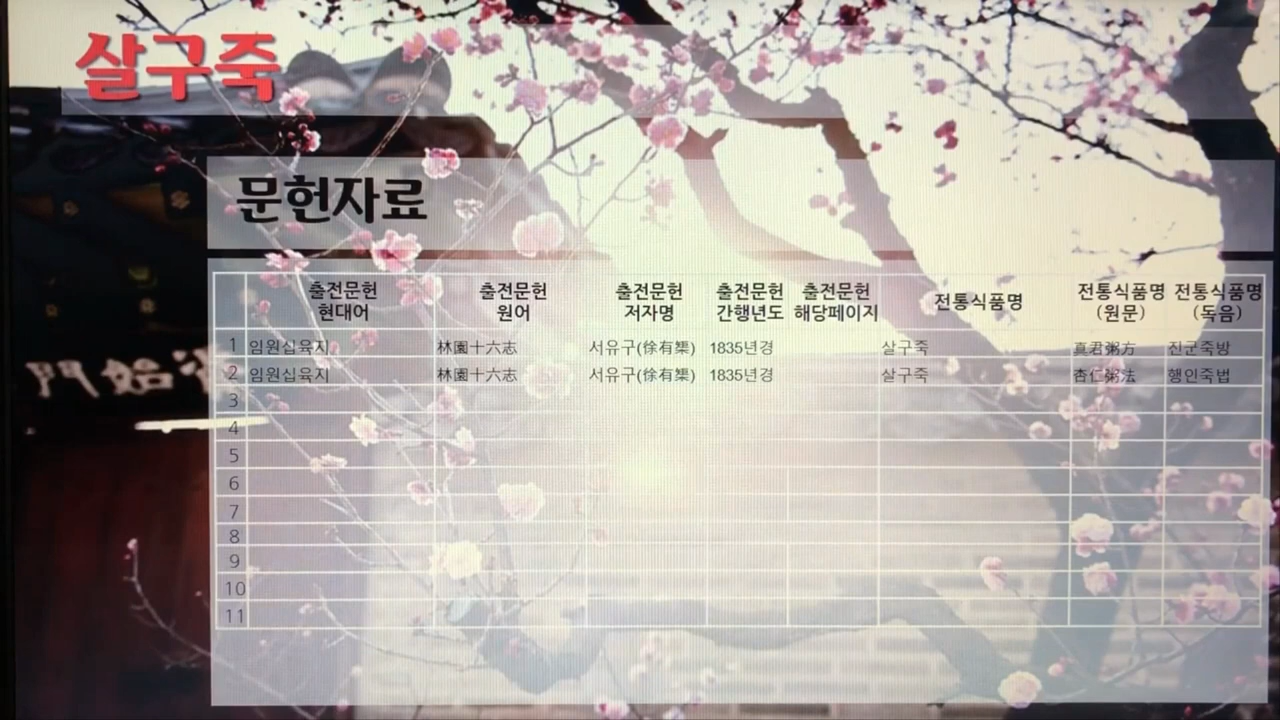 살구죽
문헌자료
출전문헌 현대어 출전문헌 원어 출전문헌 저자명 출전문헌 간행년도 출전문헌 해당페이지 전통식품명 전통식품명 (원문) 전통식품명 (독음)
1 임원십육지 林園十六志 서유구(徐有榘) 1835년경 살구죽 真君粥方 진군죽방
2 임원십육지 林園十六志 서유구(徐有榘) 1835년경 살구죽 杏仁粥法 행인죽법
3
4
5
6
7
8
9
10
11